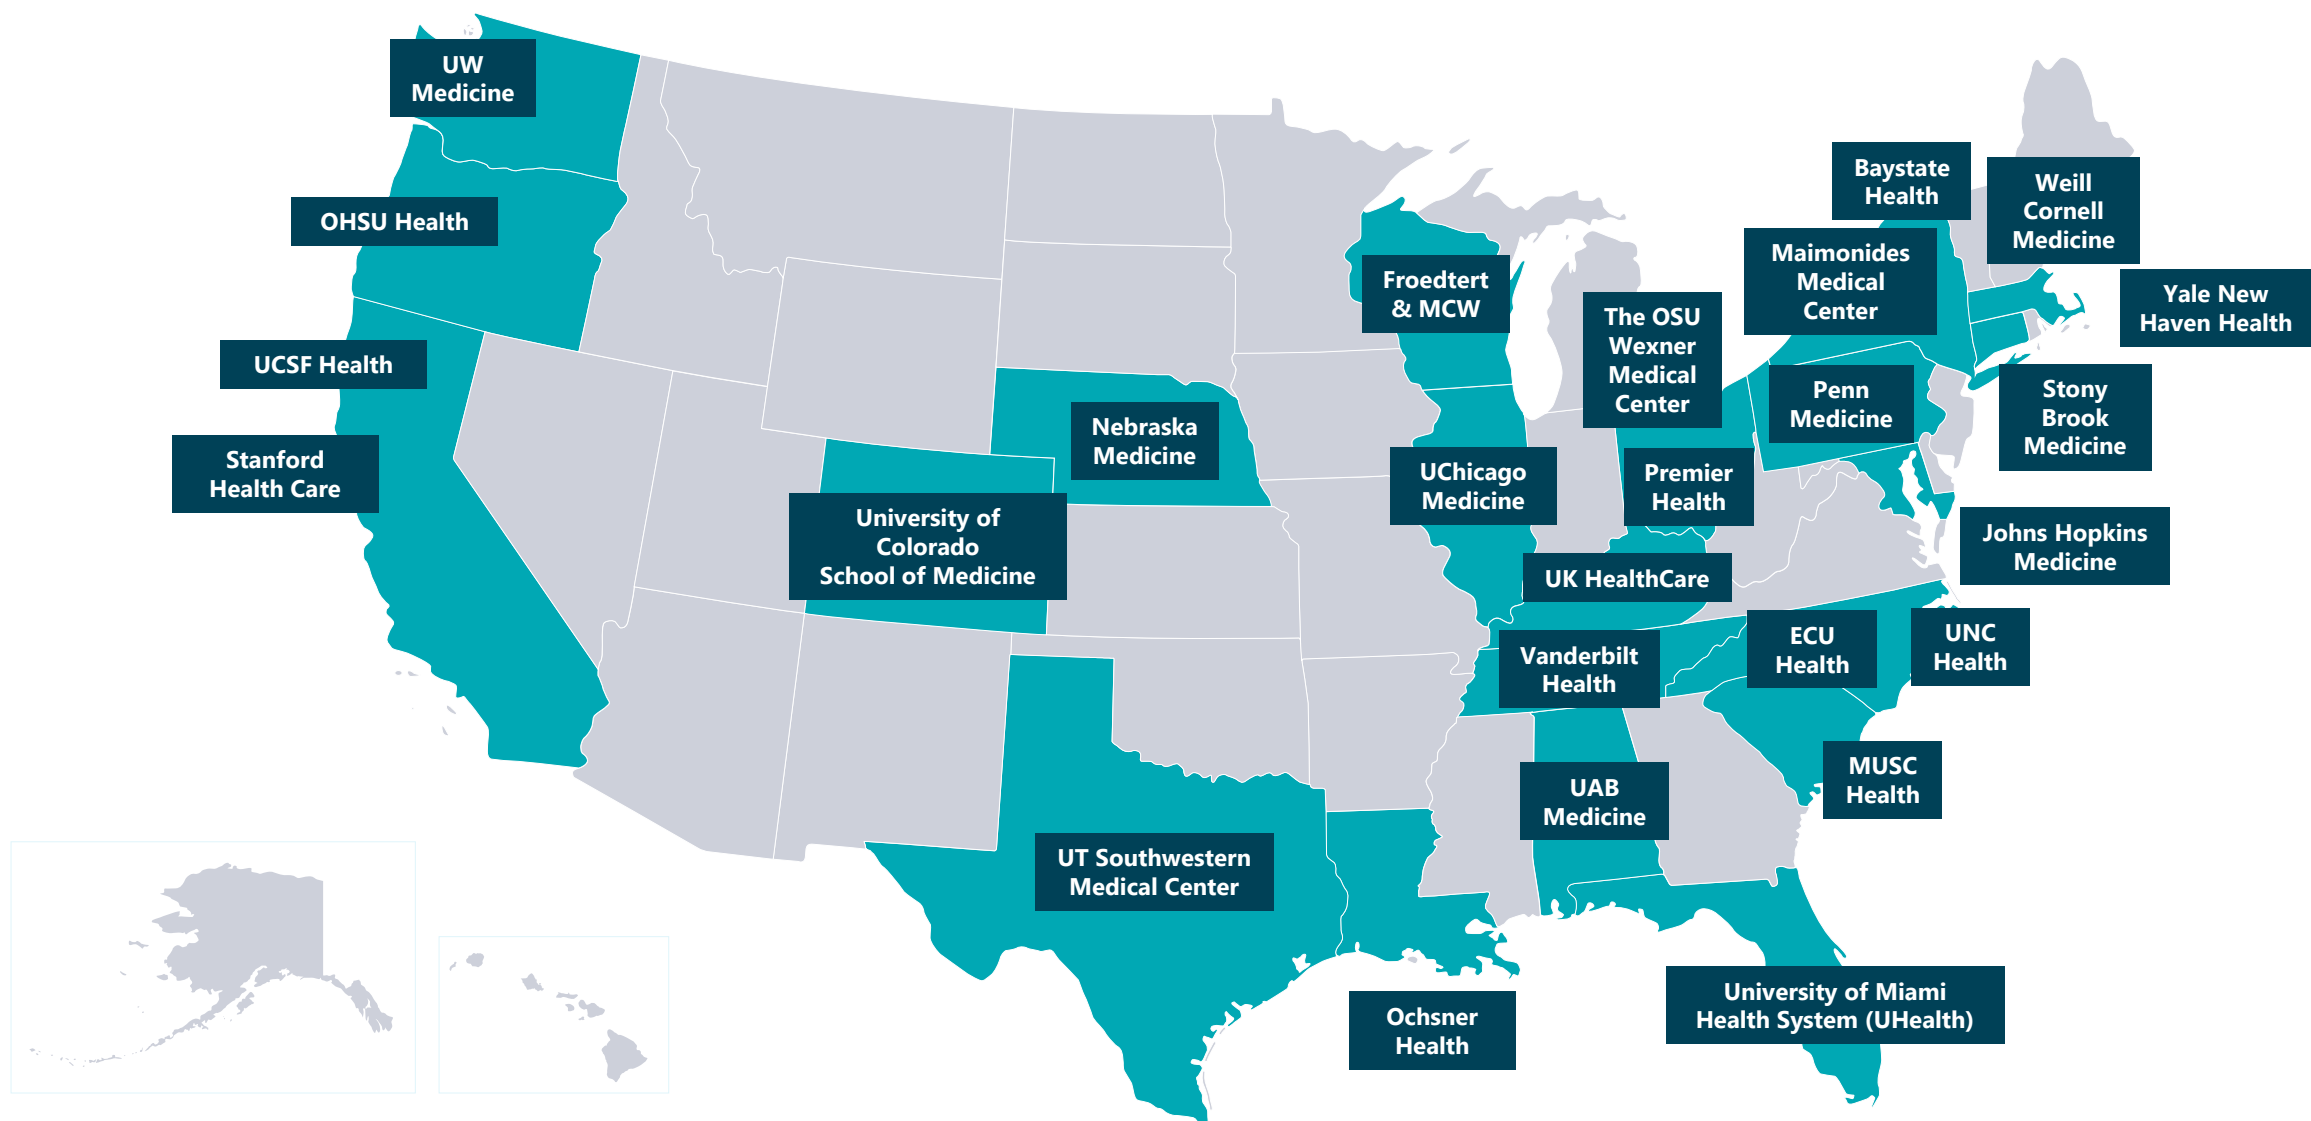 UW
Medicine
OHSU Health
UCSF Health
Stanford
Health Care
Nebraska
Medicine
University of
Colorado
School of Medicine
UT Southwestern
Medical Center
Froedtert
& MCW
UChicago
Medicine
The OSU
Wexner
Medical
Center
Premier
Health
UK HealthCare
Vanderbilt
Health
UAB
Medicine
Ochsner
Health
Baystate
Health
Weill
Cornell
Medicine
Maimonides
Medical
Center
Yale New
Haven Health
Penn
Medicine
Stony
Brook
Medicine
Johns Hopkins
Medicine
ECU
Health
UNC
Health
MUSC
Health
University of Miami
Health System (UHealth)